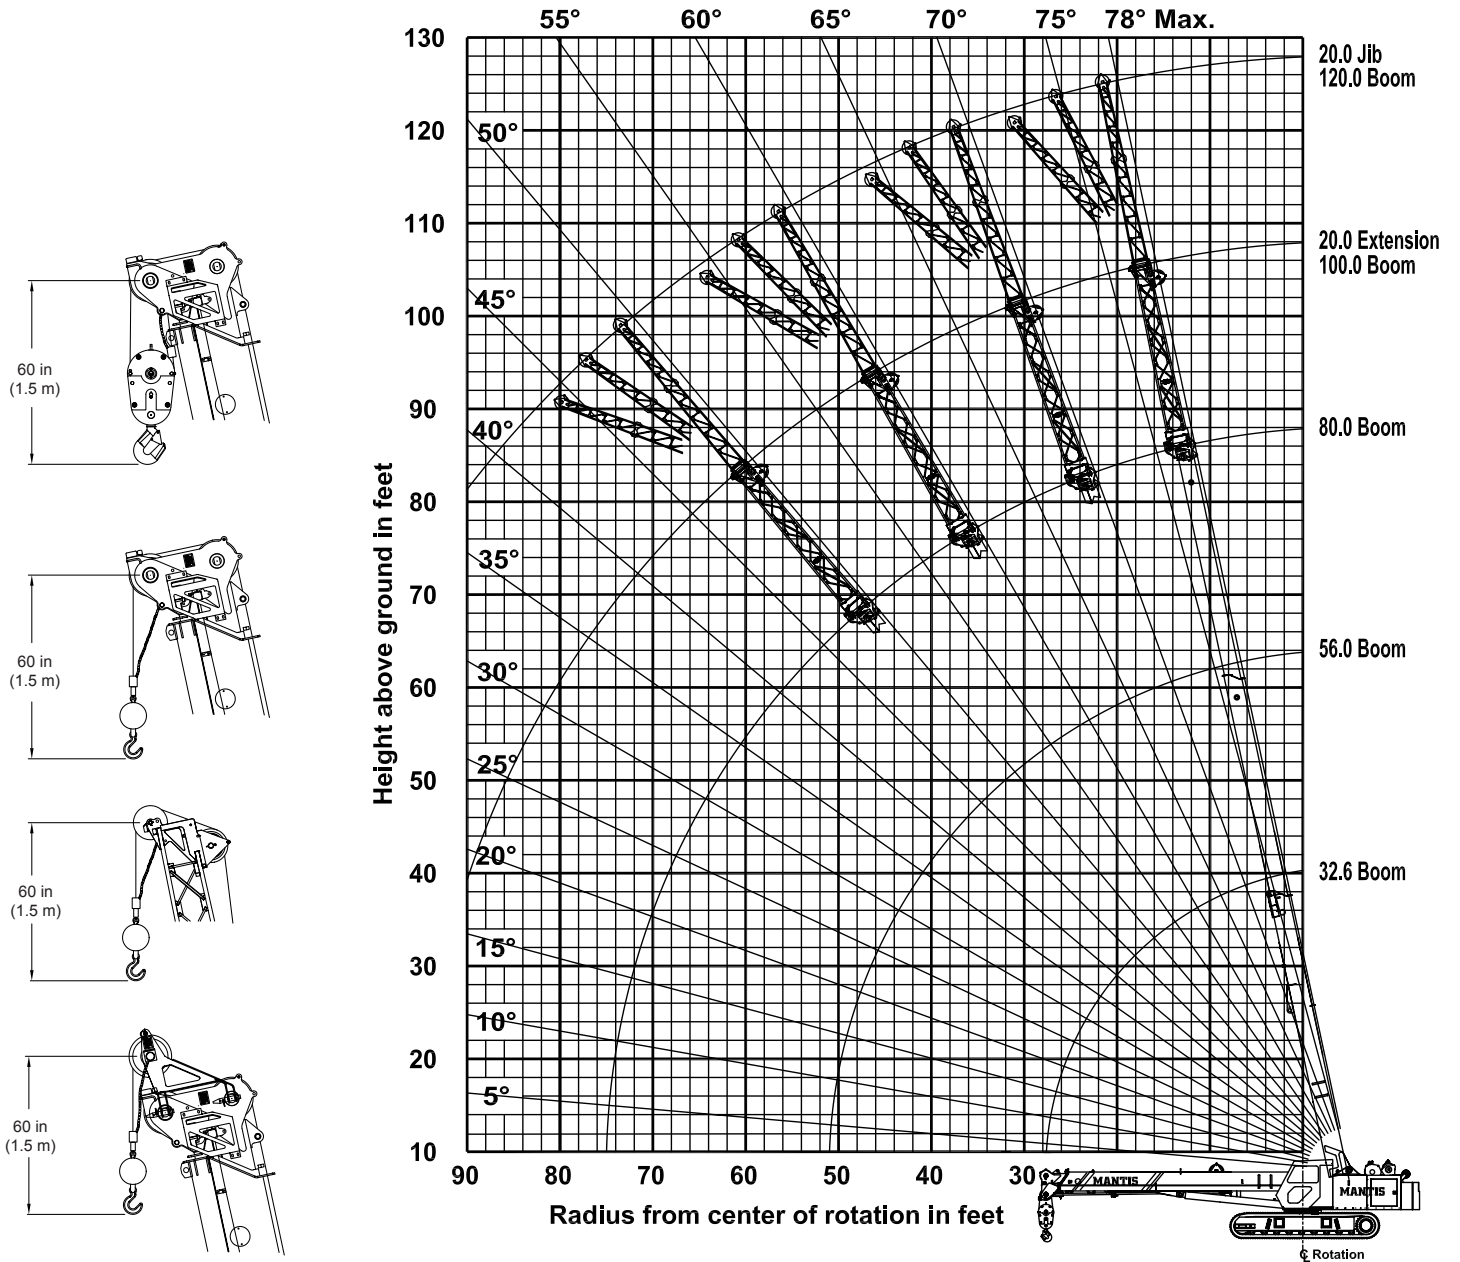 55° 60° 65° 70° 75° 78° Max.
130
20.0 Jib
120.0 Boom
120
50°
110
20.0 Extension
100.0 Boom
60 in
(1.5 m)
100
45°
90
40°
80.0 Boom
80
35°
60 in
(1.5 m)
70
30°
56.0 Boom
60
Height above ground in feet
25°
50
20°
40
32.6 Boom
60 in
(1.5 m)
15°
30
10°
20
5°
60 in
(1.5 m)
10
90 80 70 60 50 40 30
MANTIS
MANTIS
Radius from center of rotation in feet
℄ Rotation